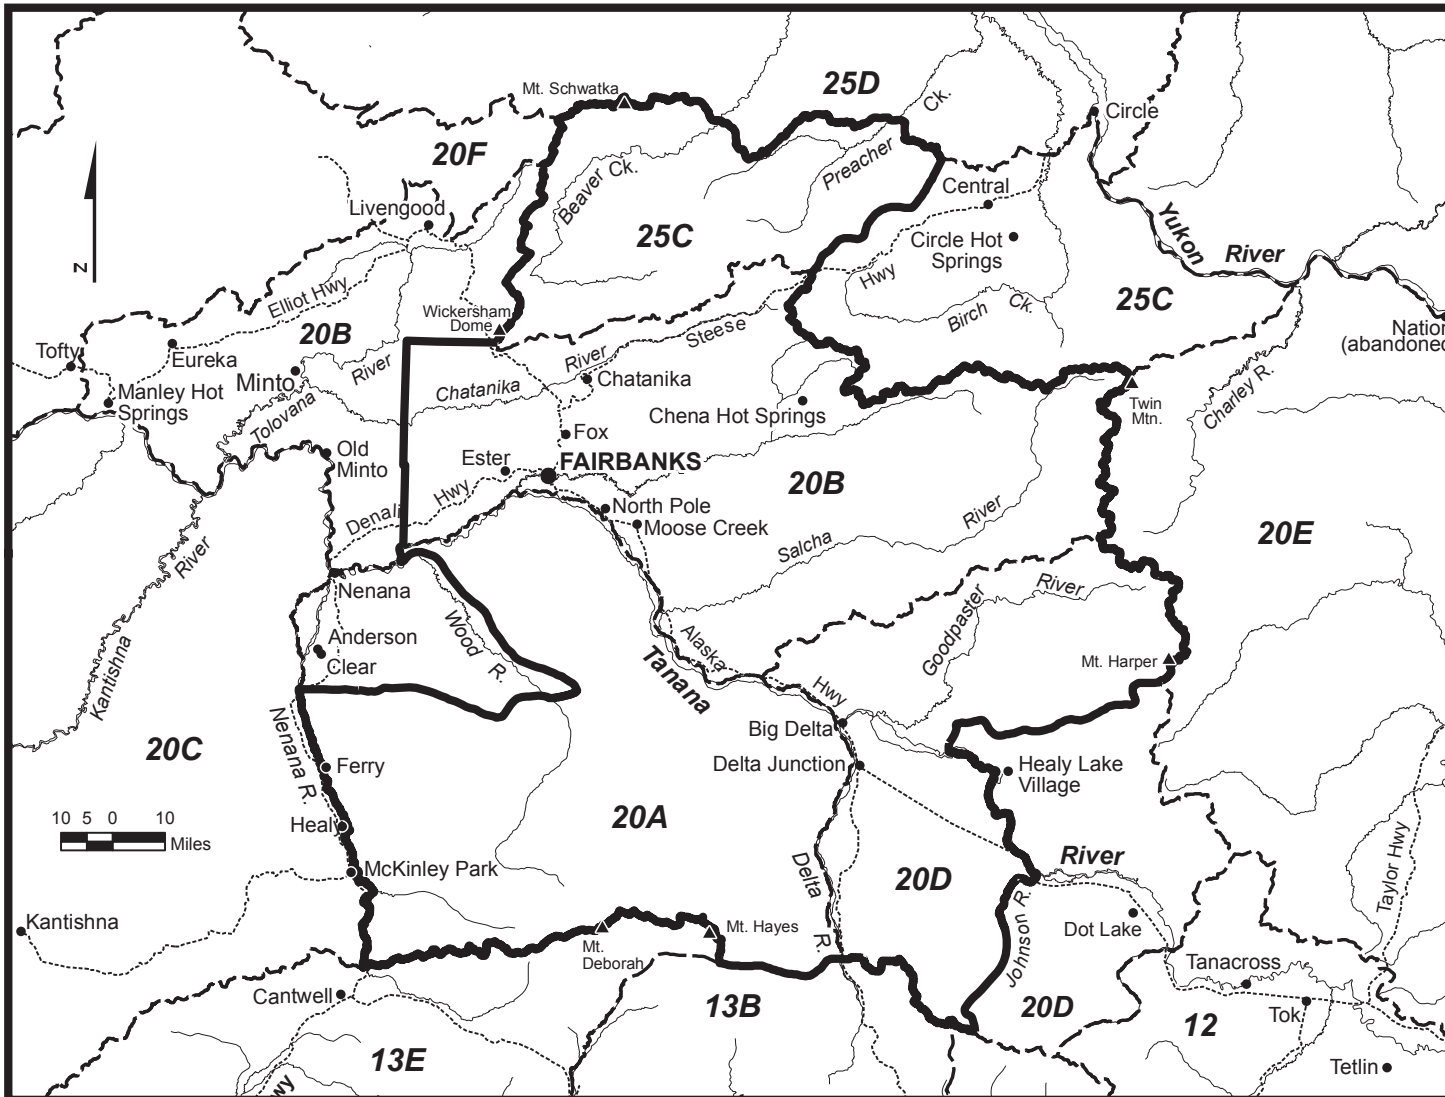 25D
Mt. Schwatka
Ck.
Circle
20F
Preacher
Beaver
Ck.
Central
Livengood
25C
Yukon
River
Circle Hot
Springs
N
Hwy
Elliot Hwy
25C
Wickersham
Dome
Birch
Ck.
20B
Steese
Nation
(abandoned
Tofty
Eureka
River
River
Minto
Chatanika
Chatanika
Manley Hot
Springs
Chena Hot Springs
Twin
Mtn.
Charley R.
Tolovana
Fox
Old
Minto
Ester
FAIRBANKS
20B
Hwy
Denali
North Pole
Moose Creek
River
20E
Salcha
River
Nenana
River
Goodpaster
Wood
R.
Anderson
Clear
Alaska
Tanana
Mt. Harper
Kantishna
Hwy
Nenana R.
Big Delta
20C
Ferry
Delta Junction
Healy Lake
Village
10 5 0 10
Miles
Healy
20A
McKinley Park
River
Taylor Hwy
Delta
R.
20D
Johnson R.
Kantishna
Mt. Hayes
Dot Lake
Mt.
Deborah
Tanacross
Cantwell
13B
20D
12
Tok
13E
Tetlin
wy